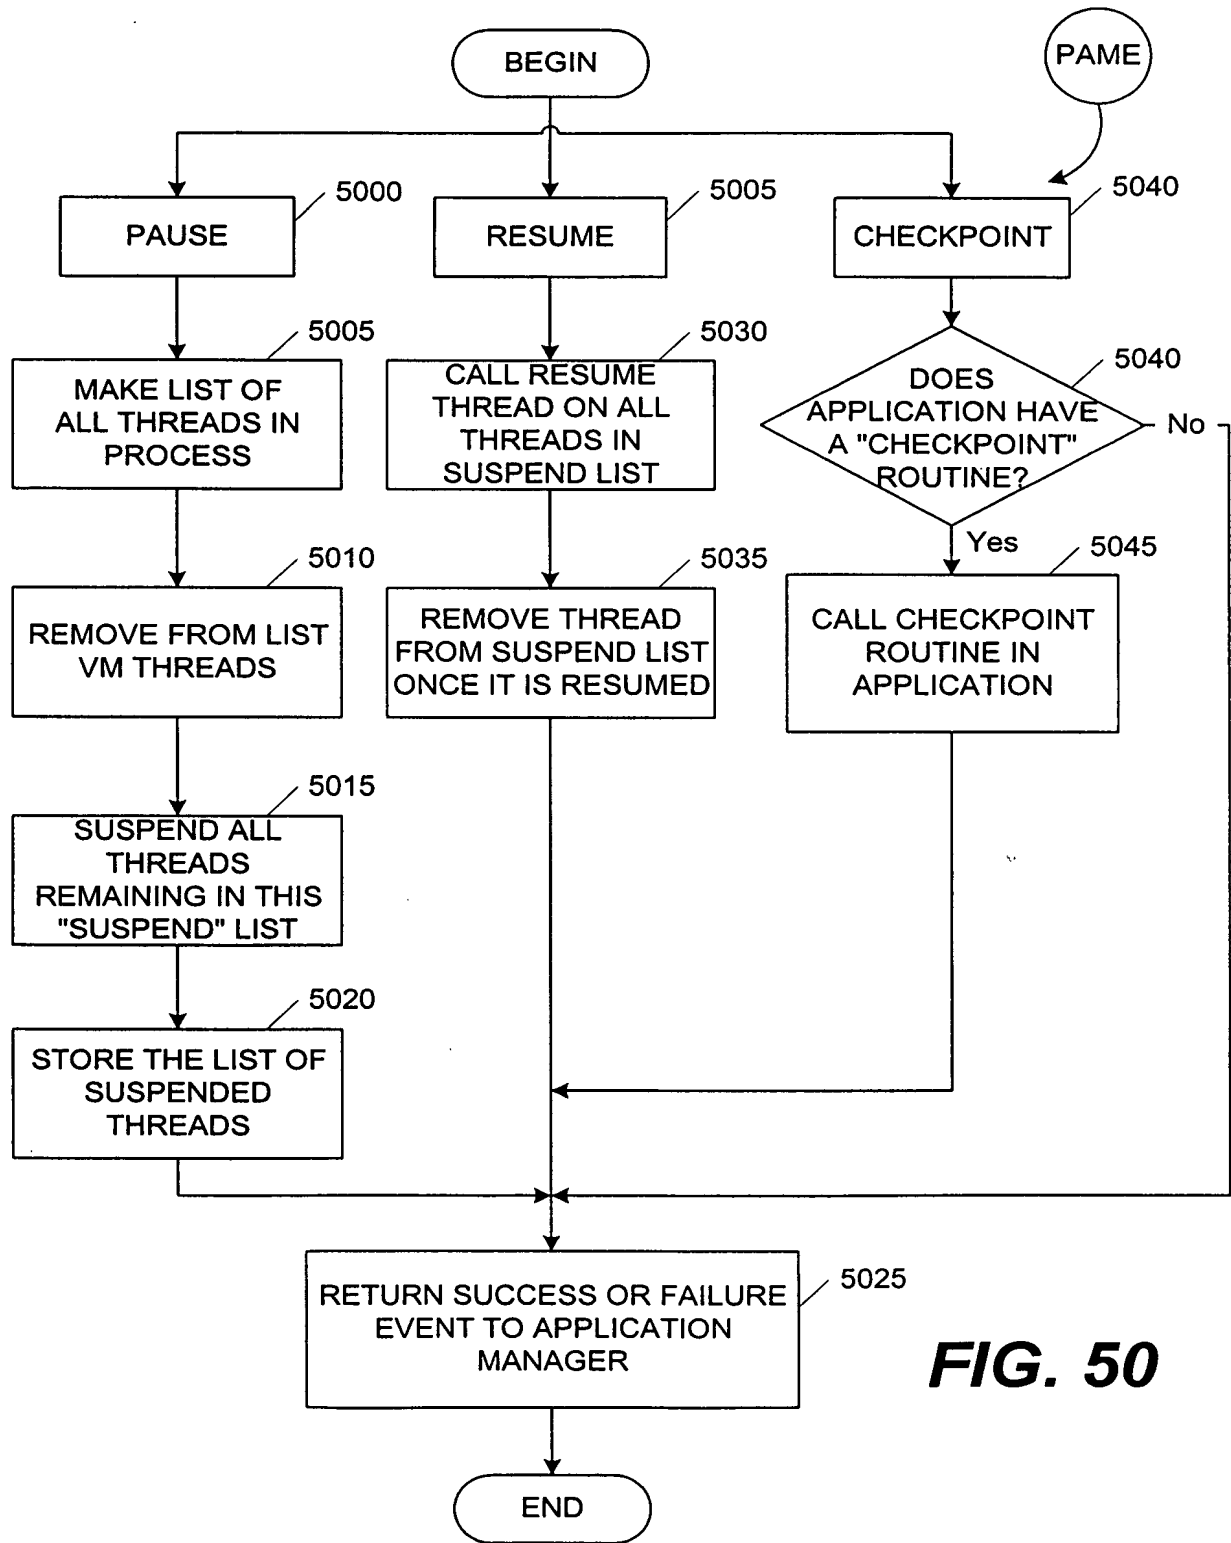 BEGIN
PAME
5000
PAUSE
5005
RESUME
5040
CHECKPOINT
5005
MAKE LIST OF
ALL THREADS IN
PROCESS
5030
CALL RESUME
THREAD ON ALL
THREADS IN
SUSPEND LIST
5040
DOES
APPLICATION HAVE
A "CHECKPOINT"
ROUTINE?
No
Yes
5010
REMOVE FROM LIST
VM THREADS
5035
REMOVE THREAD
FROM SUSPEND LIST
ONCE IT IS RESUMED
5045
CALL CHECKPOINT
ROUTINE IN
APPLICATION
5015
SUSPEND ALL
THREADS
REMAINING IN THIS
"SUSPEND" LIST
5020
STORE THE LIST OF
SUSPENDED
THREADS
5025
RETURN SUCCESS OR FAILURE
EVENT TO APPLICATION
MANAGER
FIG. 50
END